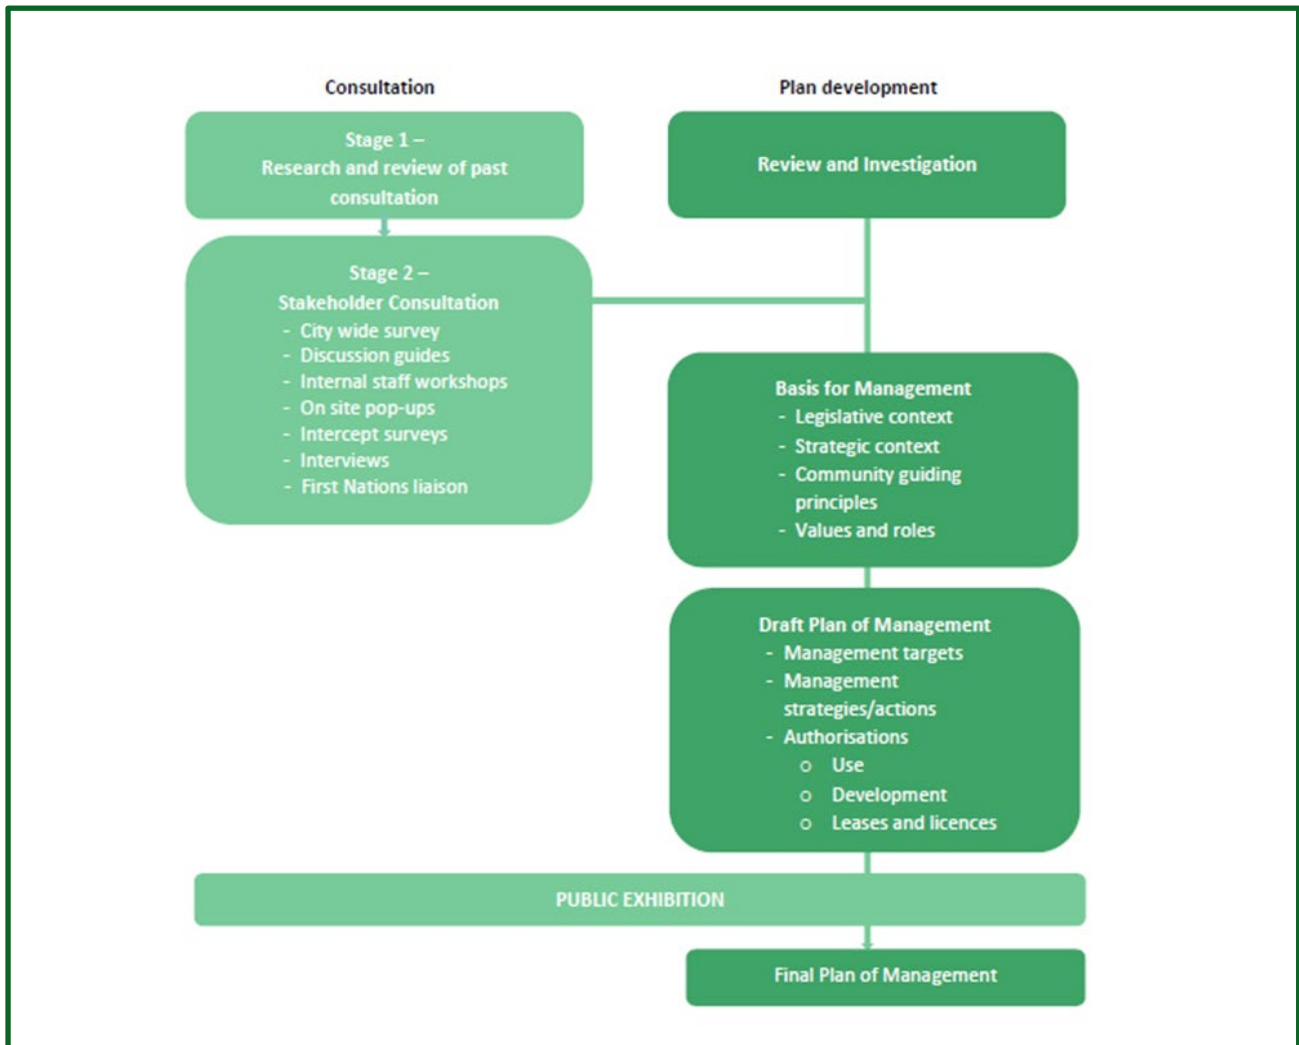 Consultation
Stage 1 –
Research and review of past
consultation
Stage 2 –
Stakeholder Consultation
- City wide survey
- Discussion guides
- Internal staff workshops
- On site pop-ups
- Intercept surveys
- Interviews
- First Nations liaison
Plan development
Review and Investigation
Basis for Management
- Legislative context
- Strategic context
- Community guiding
principles
- Values and roles
Draft Plan of Management
- Management targets
- Management
strategies/actions
- Authorisations
o Use
o Development
o Leases and licences
PUBLIC EXHIBITION
Final Plan of Management